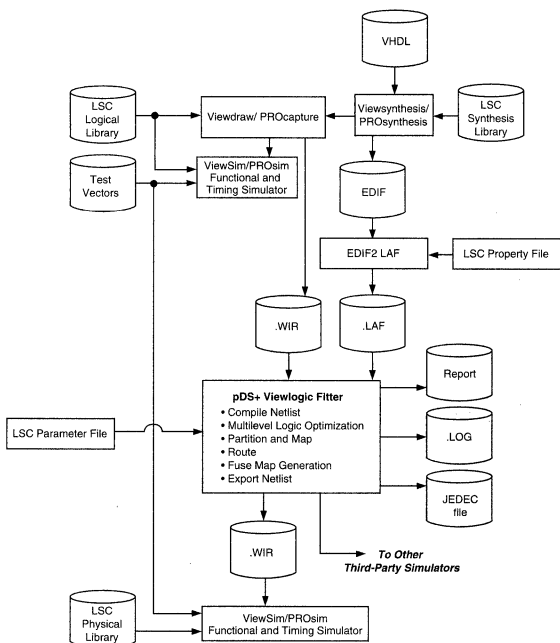 VHDL
LSC
Logical
Library
Viewdraw/ PROcapture
Viewsynthesis/
PROsynthesis
LSC
Synthesis
Library
Test
Vectors
ViewSim/PROsim
Functional and
Timing Simulator
EDIF
EDIF2 LAF
LSC Property File
.WIR
.LAF
pDS+ Viewlogic Fitter
• Compile Netlist
• Multilevel Logic Optimization
• Partition and Map
• Route
• Fuse Map Generation
• Export Netlist
Report
.LOG
JEDEC
file
LSC Parameter File
.WIR
To Other
Third-Party Simulators
LSC
Physical
Library
ViewSim/PROsim
Functional and Timing Simulator